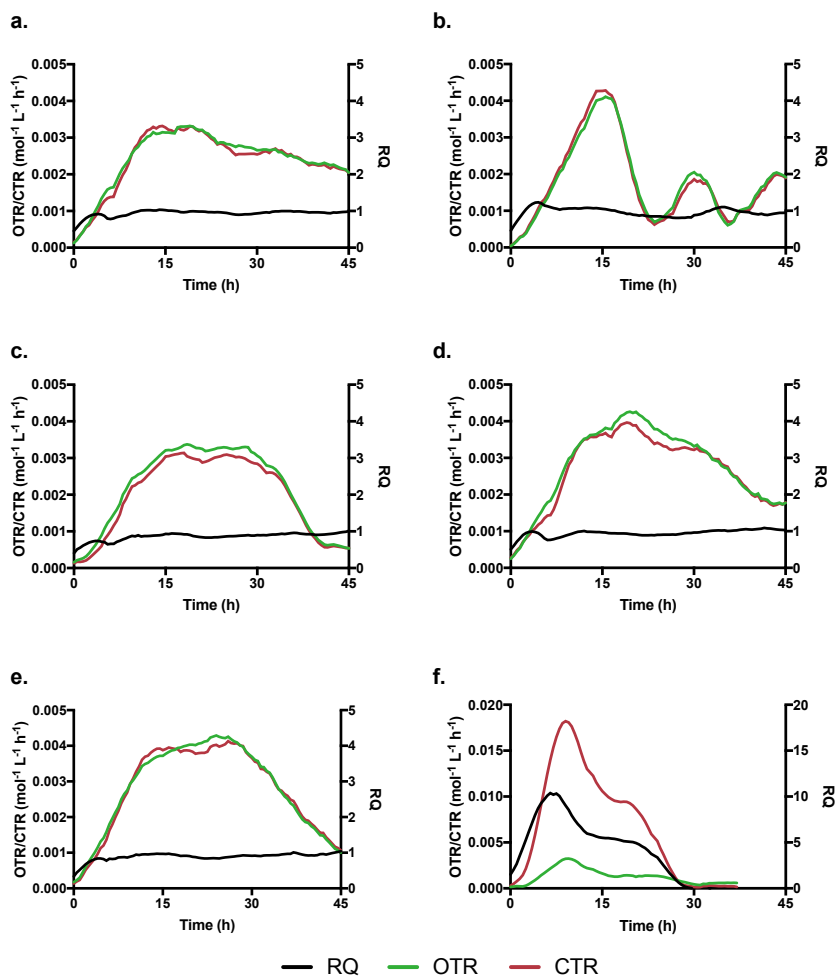 a.
OTR/CTR (mol⁻¹ L⁻¹ h⁻¹)
0.005
0.004
0.003
0.002
0.001
0.000
5
4
3
2
1
0
RQ
0 15 30 45
Time (h)
b.
OTR/CTR (mol⁻¹ L⁻¹ h⁻¹)
0.005
0.004
0.003
0.002
0.001
0.000
5
4
3
2
1
0
RQ
0 15 30 45
Time (h)
c.
OTR/CTR (mol⁻¹ L⁻¹ h⁻¹)
0.005
0.004
0.003
0.002
0.001
0.000
5
4
3
2
1
0
RQ
0 15 30 45
Time (h)
d.
OTR/CTR (mol⁻¹ L⁻¹ h⁻¹)
0.005
0.004
0.003
0.002
0.001
0.000
5
4
3
2
1
0
RQ
0 15 30 45
Time (h)
e.
OTR/CTR (mol⁻¹ L⁻¹ h⁻¹)
0.005
0.004
0.003
0.002
0.001
0.000
5
4
3
2
1
0
RQ
0 15 30 45
Time (h)
f.
OTR/CTR (mol⁻¹ L⁻¹ h⁻¹)
0.020
0.015
0.010
0.005
0.000
20
15
10
5
0
RQ
0 15 30 45
Time (h)
RQ OTR CTR